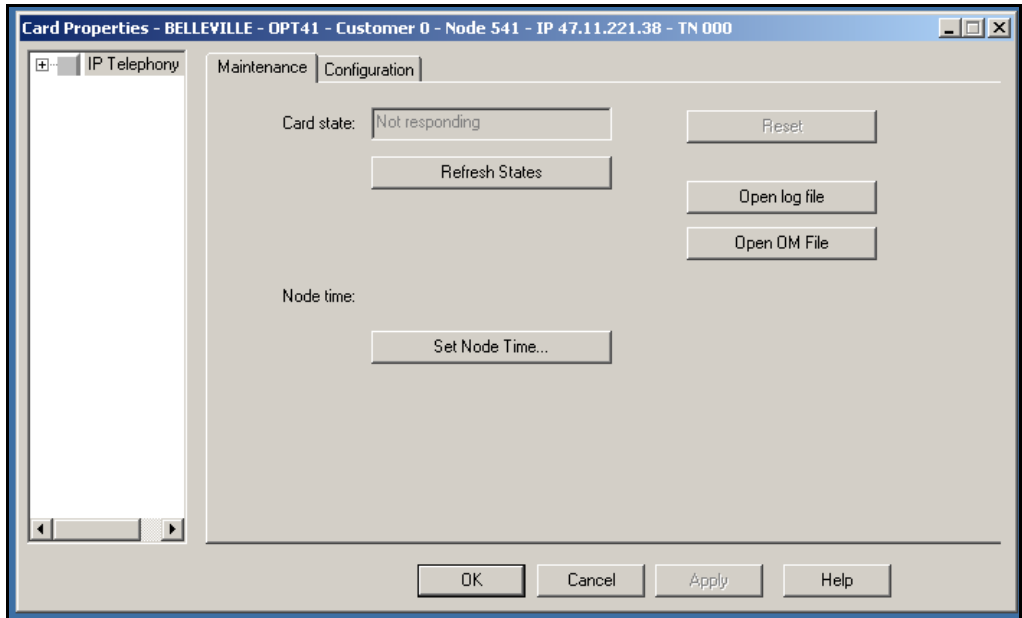 Card Properties - BELLEVILLE - OPT41 - Customer 0 - Node 541 - IP 47.11.221.38 - TN 000
IP Telephony
Maintenance
Configuration
Card state:
Not responding
Reset
Refresh States
Open log file
Open OM File
Node time:
Set Node Time...
OK
Cancel
Apply
Help